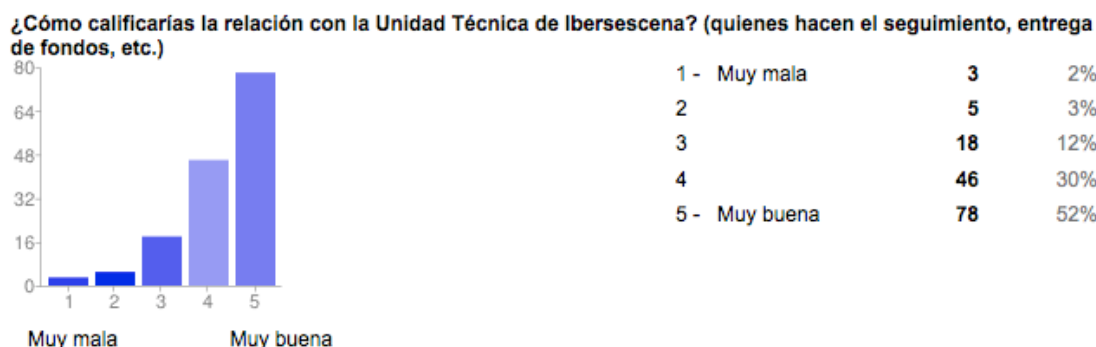 ¿Cómo calificarías la relación con la Unidad Técnica de Ibersescena? (quienes hacen el seguimiento, entrega
de fondos, etc.)
80
64
48
32
16
0
1 2 3 4 5
Muy mala Muy buena
1 - Muy mala 3 2%
2 5 3%
3 18 12%
4 46 30%
5 - Muy buena 78 52%